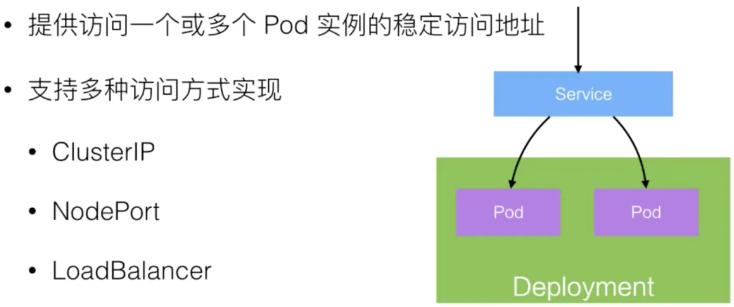 • 提供访问一个或多个 Pod 实例的稳定访问地址
• 支持多种访问方式实现
• ClusterIP
• NodePort
• LoadBalancer
Service
Pod
Pod
Deployment